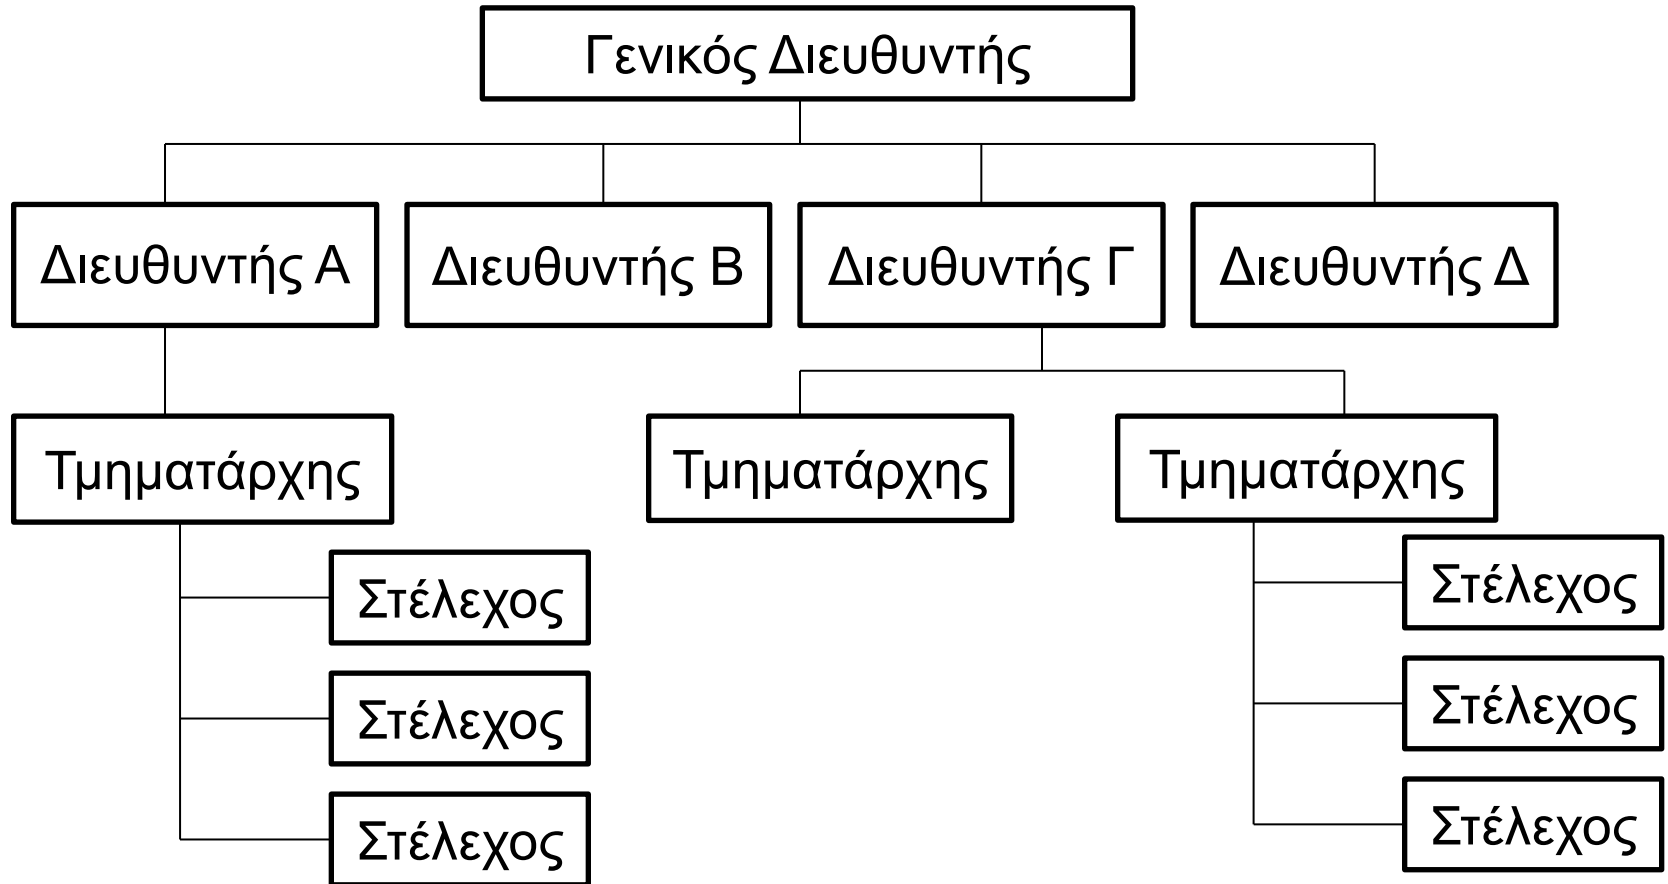 Γενικός Διευθυντής
Διευθυντής Α
Διευθυντής Β
Διευθυντής Γ
Διευθυντής Δ
Τμηματάρχης
Τμηματάρχης
Τμηματάρχης
Στέλεχος
Στέλεχος
Στέλεχος
Στέλεχος
Στέλεχος
Στέλεχος